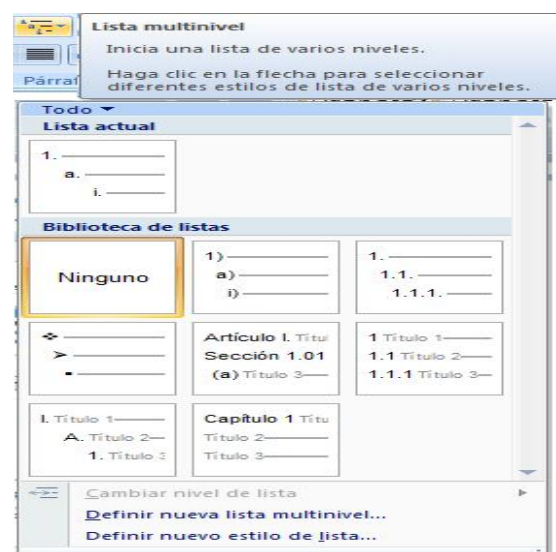 Lista multinivel
Inicia una lista de varios niveles.
Haga clic en la flecha para seleccionar
diferentes estilos de lista de varios niveles.
Párraf
Todo
Lista actual
1.
a.
i.
Biblioteca de listas
Ninguno
1)
a)
i)
1.
1.1.
1.1.1.
Artículo I. Títu
Sección 1.01
(a) Título 3
1 Título 1
1.1 Título 2
1.1.1 Título 3
I. Título 1
A. Título 2
1. Título 3
Capítulo 1 Títu
Título 2
Título 3
Cambiar nivel de lista
Definir nueva lista multinivel...
Definir nuevo estilo de lista...